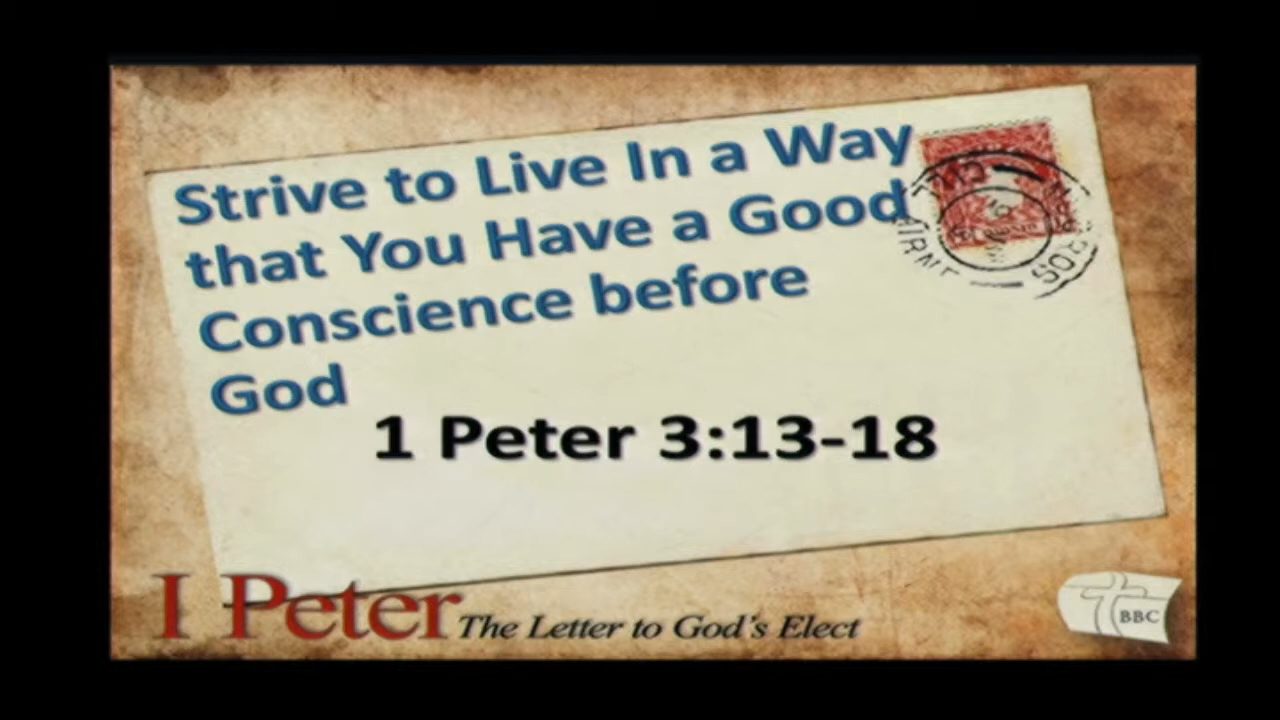 Strive to Live In a Way
that You Have a Good
Conscience before
God
1 Peter 3:13-18
I Peter The Letter to God's Elect
BBC